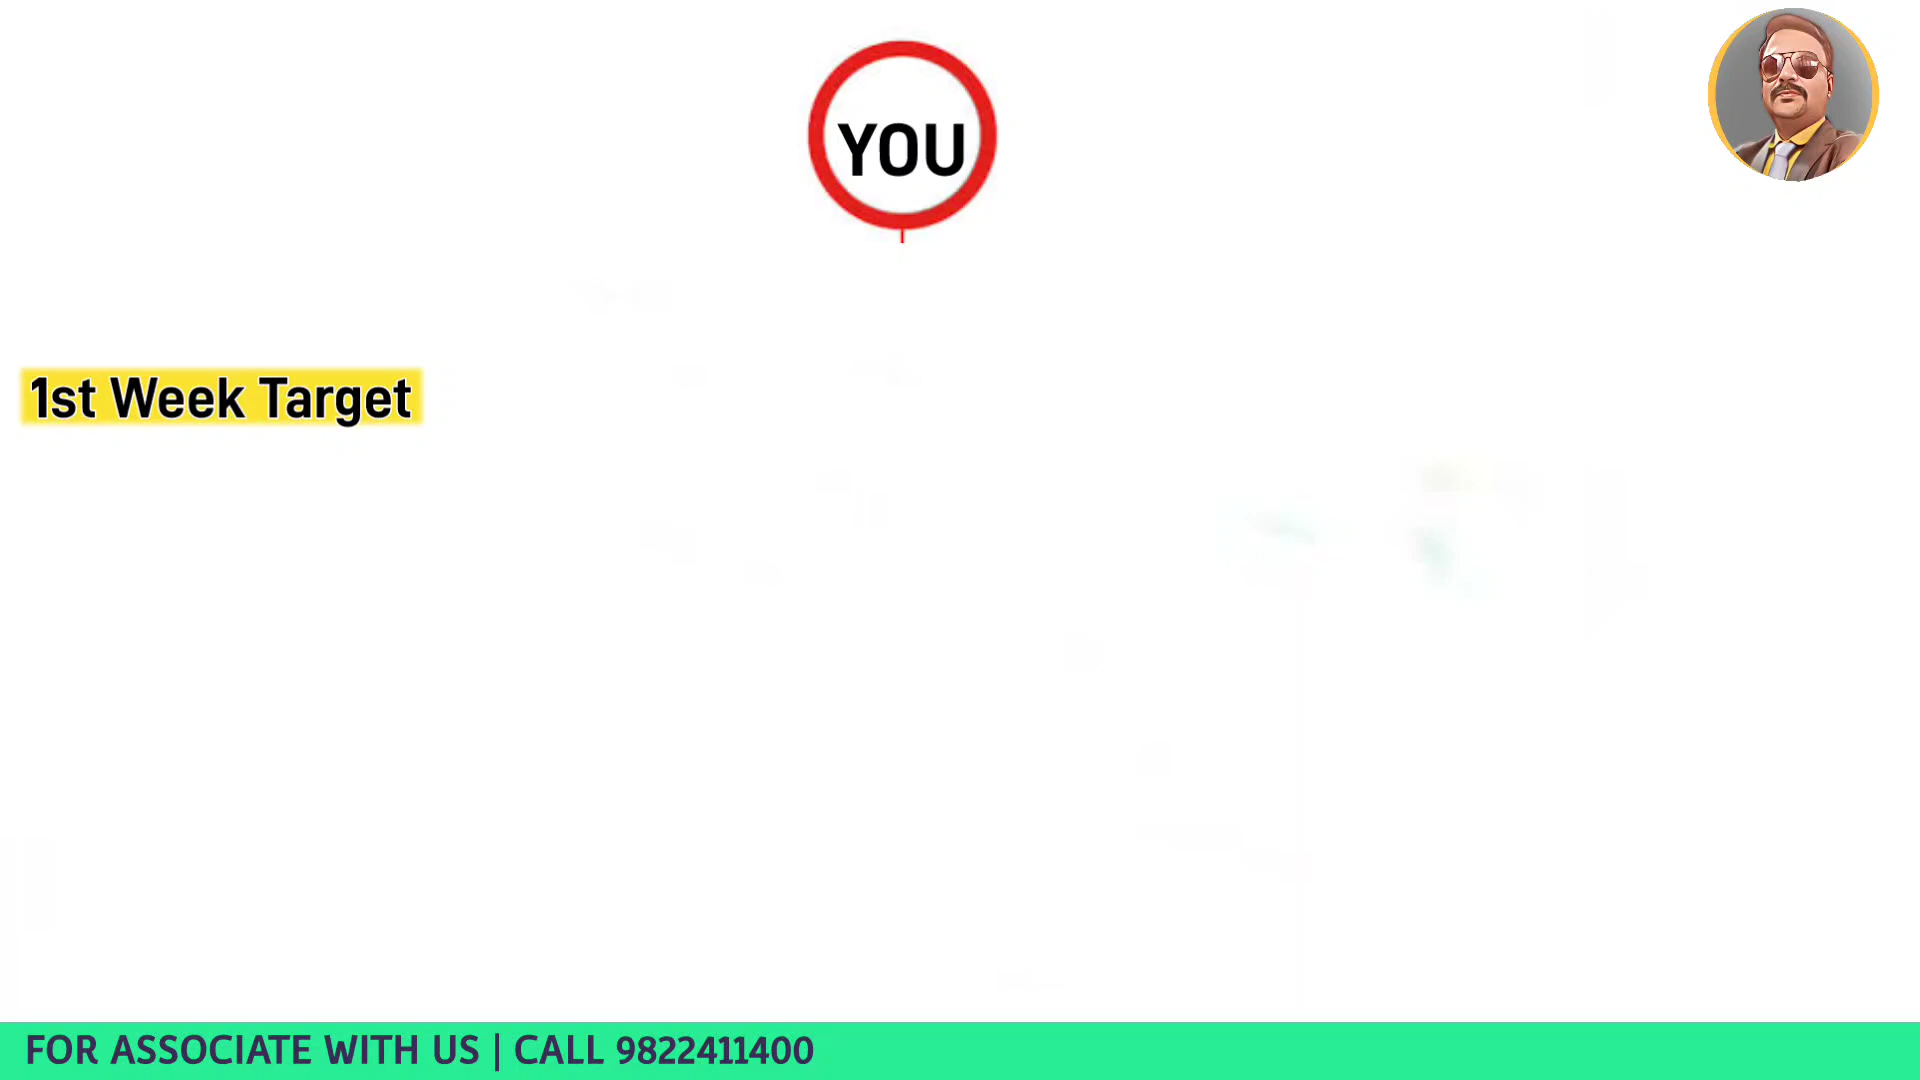 YOU
1st Week Target
FOR ASSOCIATE WITH US | CALL 9822411400